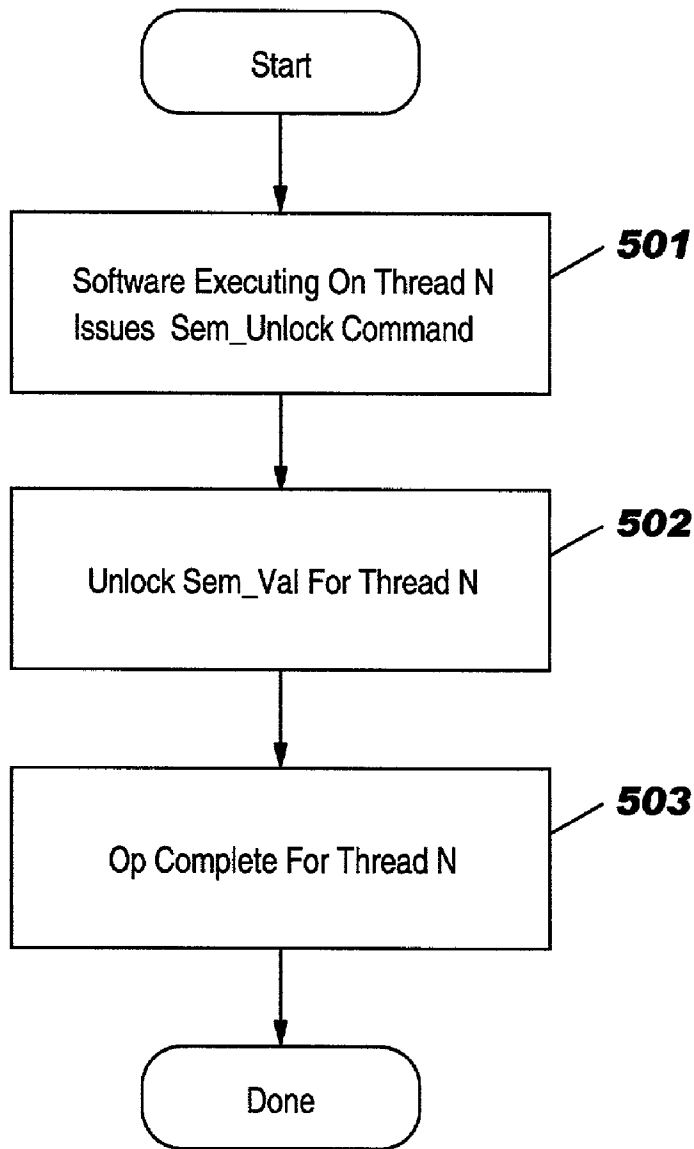 Start
Software Executing On Thread N
Issues Sem_Unlock Command
501
Unlock Sem_Val For Thread N
502
Op Complete For Thread N
503
Done